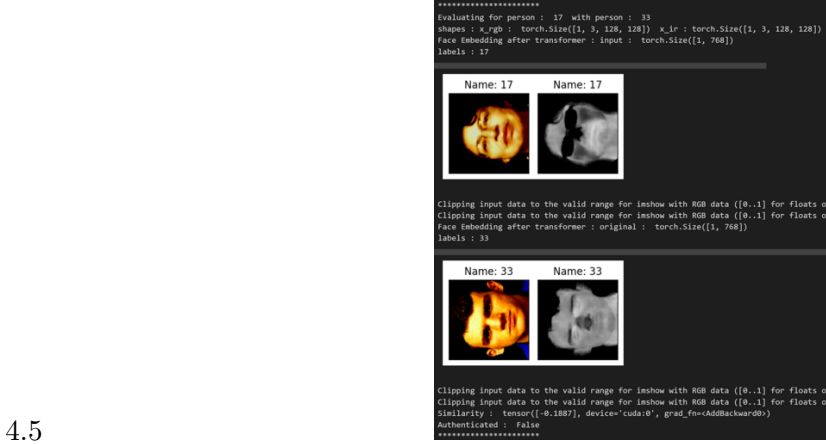 **********************
Evaluating for person :  17  with person :  33
shapes : x_rgb :  torch.Size([1, 3, 128, 128])  x_ir : torch.Size([1, 3, 128, 128])
Face Embedding after transformer : input :  torch.Size([1, 768])
labels : 17
Name: 17 Name: 17
Clipping input data to the valid range for imshow with RGB data ([0..1] for floats o
Clipping input data to the valid range for imshow with RGB data ([0..1] for floats o
Face Embedding after transformer : original :  torch.Size([1, 768])
labels : 33
Name: 33 Name: 33
Clipping input data to the valid range for imshow with RGB data ([0..1] for floats o
Clipping input data to the valid range for imshow with RGB data ([0..1] for floats o
Similarity :  tensor([-0.1887], device='cuda:0', grad_fn=<AddBackward0>)
Authenticated :  False
**********************
4.5